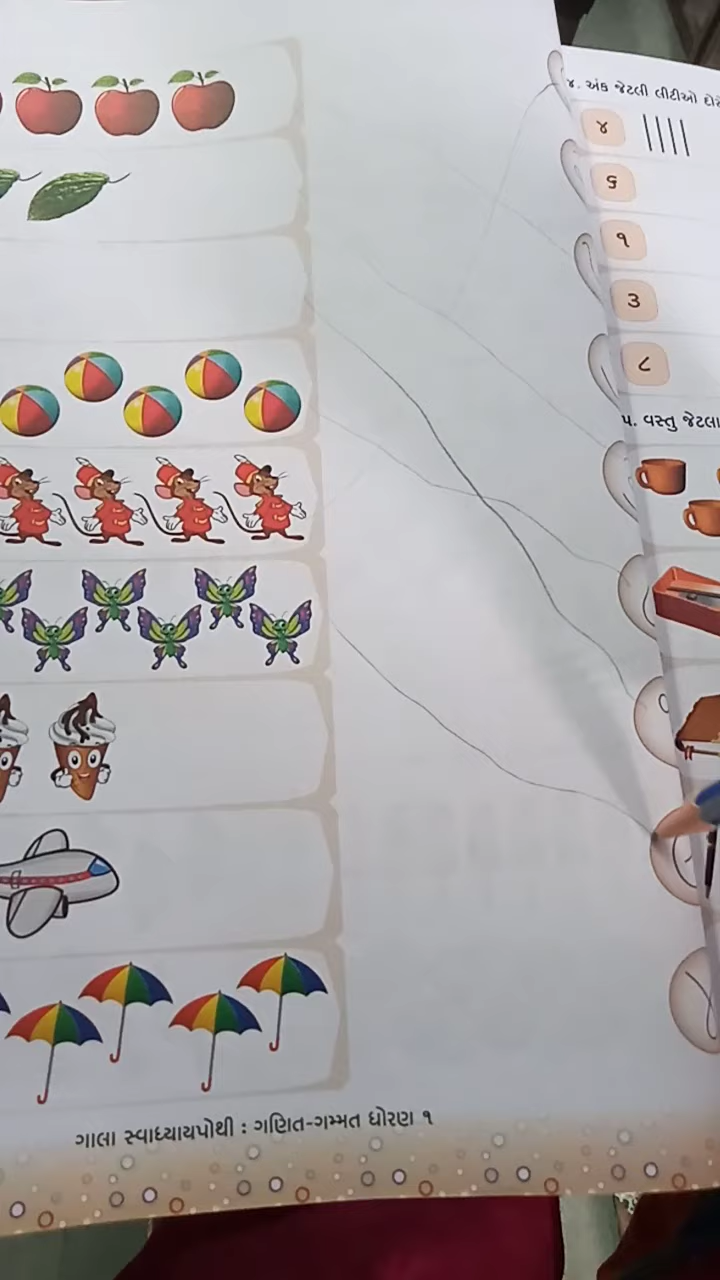 ૪. અંક જેટલી લીટીઓ દોરો
૪
૬
૧
૩
૮
૫. વસ્તુ જેટલા
ગાલા સ્વાધ્યાયપોથી : ગણિત-ગમ્મત ધોરણ ૧